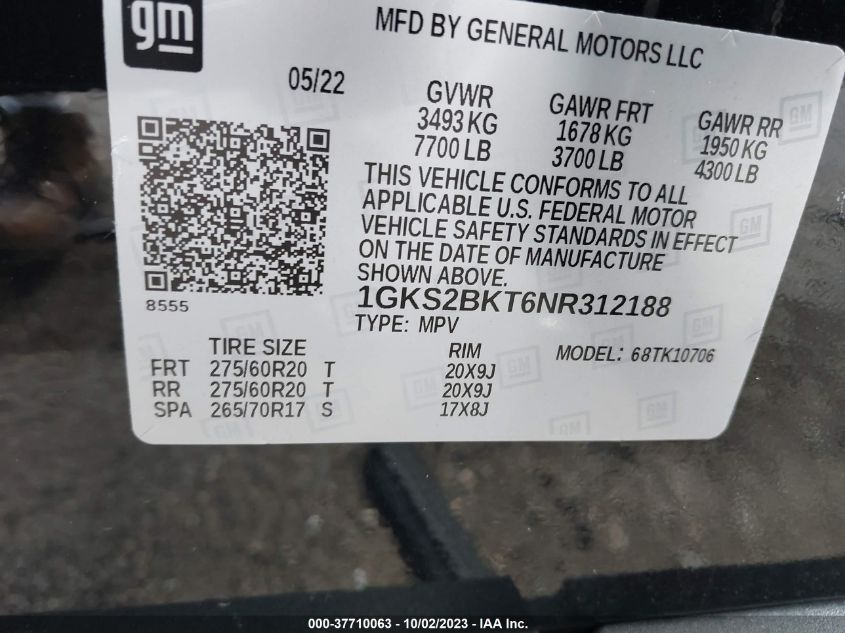 gm
MFD BY GENERAL MOTORS LLC
05/22
GVWR
3493 KG
7700 LB
GAWR FRT
1678 KG
3700 LB
GAWR RR
1950 KG
4300 LB
THIS VEHICLE CONFORMS TO ALL
APPLICABLE U.S. FEDERAL MOTOR
VEHICLE SAFETY STANDARDS IN EFFECT
ON THE DATE OF MANUFACTURE
SHOWN ABOVE.
8555
1GKS2BKT6NR312188
TYPE: MPV
MODEL: 68TK10706
TIRE SIZE RIM
FRT 275/60R20 T 20X9J
RR 275/60R20 T 20X9J
SPA 265/70R17 S 17X8J
000-37710063 - 10/02/2023 - IAA Inc.